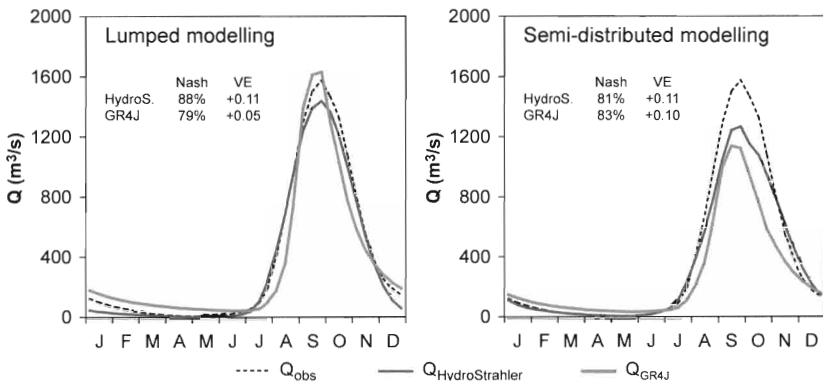 Lumped modelling
Nash VE
HydroS. 88% +0.11
GR4J 79% +0.05
Q (m³/s)
2000
1600
1200
800
400
0
J F M A M J J A S O N D
Semi-distributed modelling
Nash VE
HydroS. 81% +0.11
GR4J 83% +0.10
Q (m³/s)
2000
1600
1200
800
400
0
J F M A M J J A S O N D
Qobs QHydroStrahler QGR4J